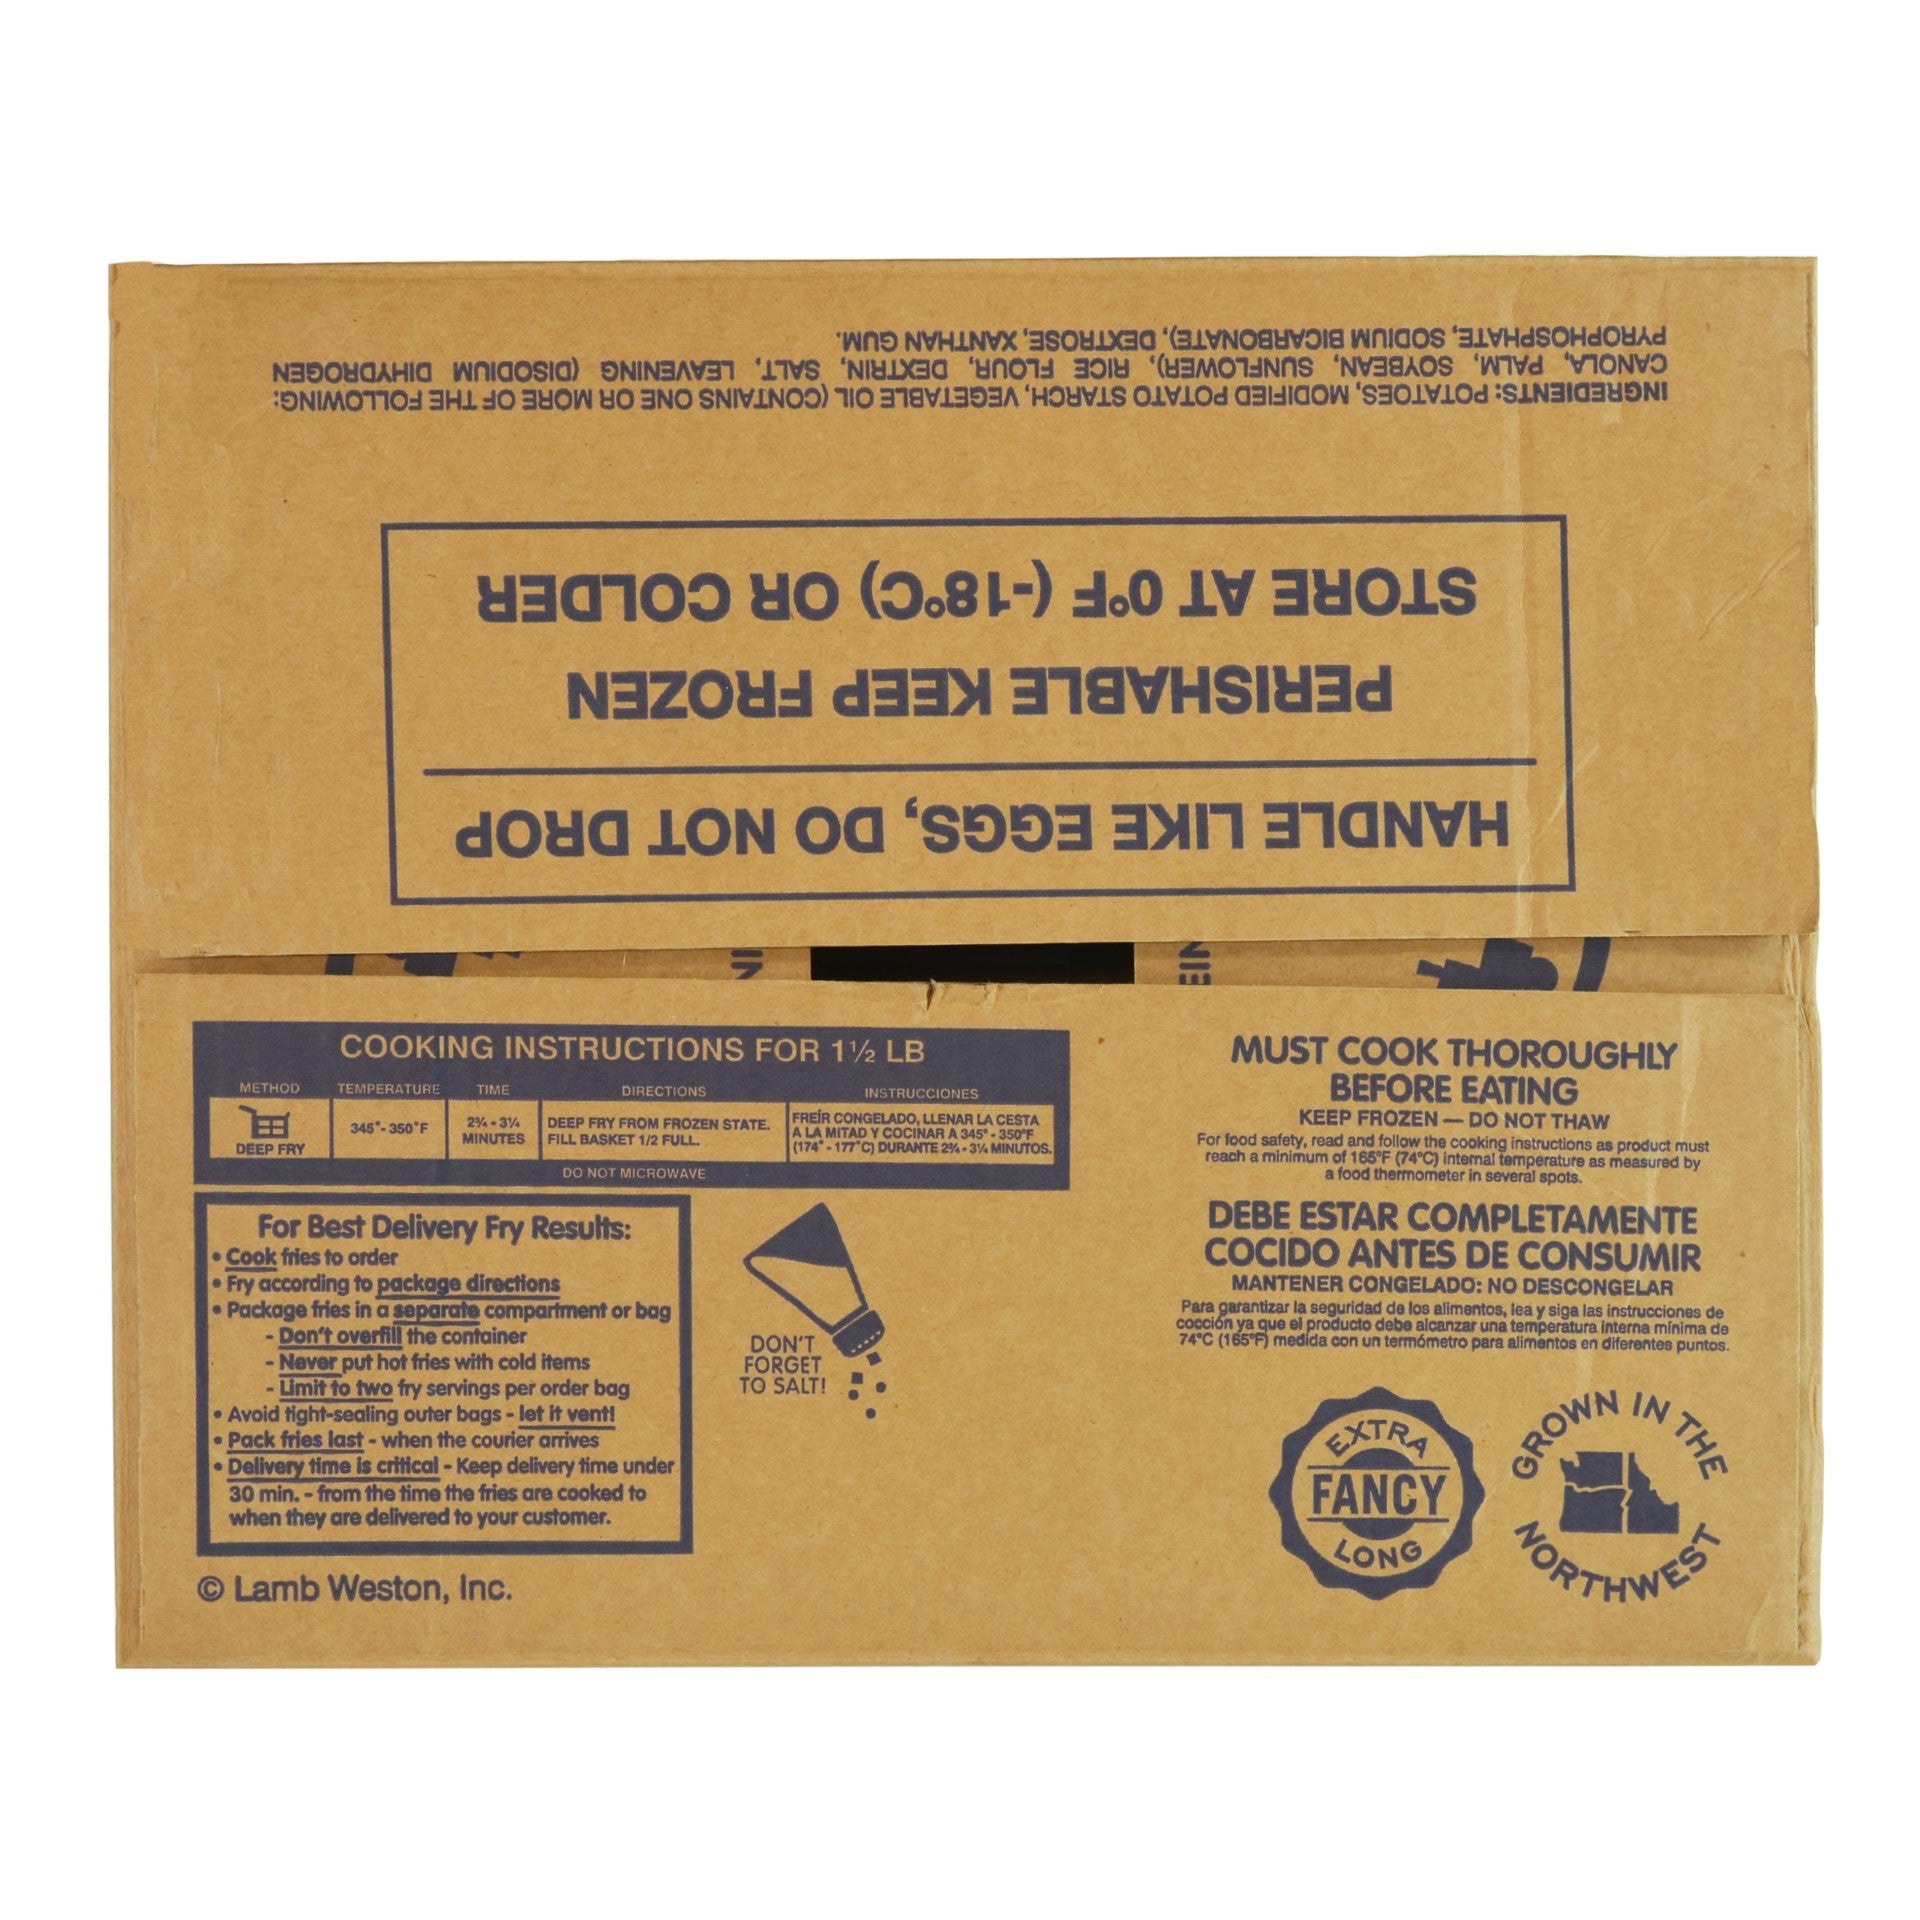 INGREDIENTS: POTATOES, MODIFIED POTATO STARCH, VEGETABLE OIL (CONTAINS ONE OR MORE OF THE FOLLOWING:
CANOLA, PALM, SOYBEAN, SUNFLOWER), RICE FLOUR, DEXTRIN, SALT, LEAVENING (DISODIUM DIHYDROGEN
PYROPHOSPHATE, SODIUM BICARBONATE), DEXTROSE, XANTHAN GUM.
HANDLE LIKE EGGS, DO NOT DROP
PERISHABLE KEEP FROZEN
STORE AT 0°F (-18°C) OR COLDER
COOKING INSTRUCTIONS FOR 1½ LB
METHOD TEMPERATURE TIME DIRECTIONS INSTRUCCIONES
DEEP FRY
345°- 350°F
2¾ - 3¼
MINUTES
DEEP FRY FROM FROZEN STATE.
FILL BASKET 1/2 FULL.
FREÍR CONGELADO, LLENAR LA CESTA
A LA MITAD Y COCINAR A 345° - 350°F
(174° - 177°C) DURANTE 2¾ - 3¼ MINUTOS.
DO NOT MICROWAVE
For Best Delivery Fry Results:
• Cook fries to order
• Fry according to package directions
• Package fries in a separate compartment or bag
- Don't overfill the container
- Never put hot fries with cold items
- Limit to two fry servings per order bag
• Avoid tight-sealing outer bags - let it vent!
• Pack fries last - when the courier arrives
• Delivery time is critical - Keep delivery time under
30 min. - from the time the fries are cooked to
when they are delivered to your customer.
© Lamb Weston, Inc.
DON'T
FORGET
TO SALT!
MUST COOK THOROUGHLY
BEFORE EATING
KEEP FROZEN — DO NOT THAW
For food safety, read and follow the cooking instructions as product must
reach a minimum of 165°F (74°C) internal temperature as measured by
a food thermometer in several spots.
DEBE ESTAR COMPLETAMENTE
COCIDO ANTES DE CONSUMIR
MANTENER CONGELADO: NO DESCONGELAR
Para garantizar la seguridad de los alimentos, lea y siga las instrucciones de
cocción ya que el producto debe alcanzar una temperatura interna mínima de
74°C (165°F) medida con un termómetro para alimentos en diferentes puntos.
EXTRA
FANCY
LONG
GROWN IN THE
NORTHWEST